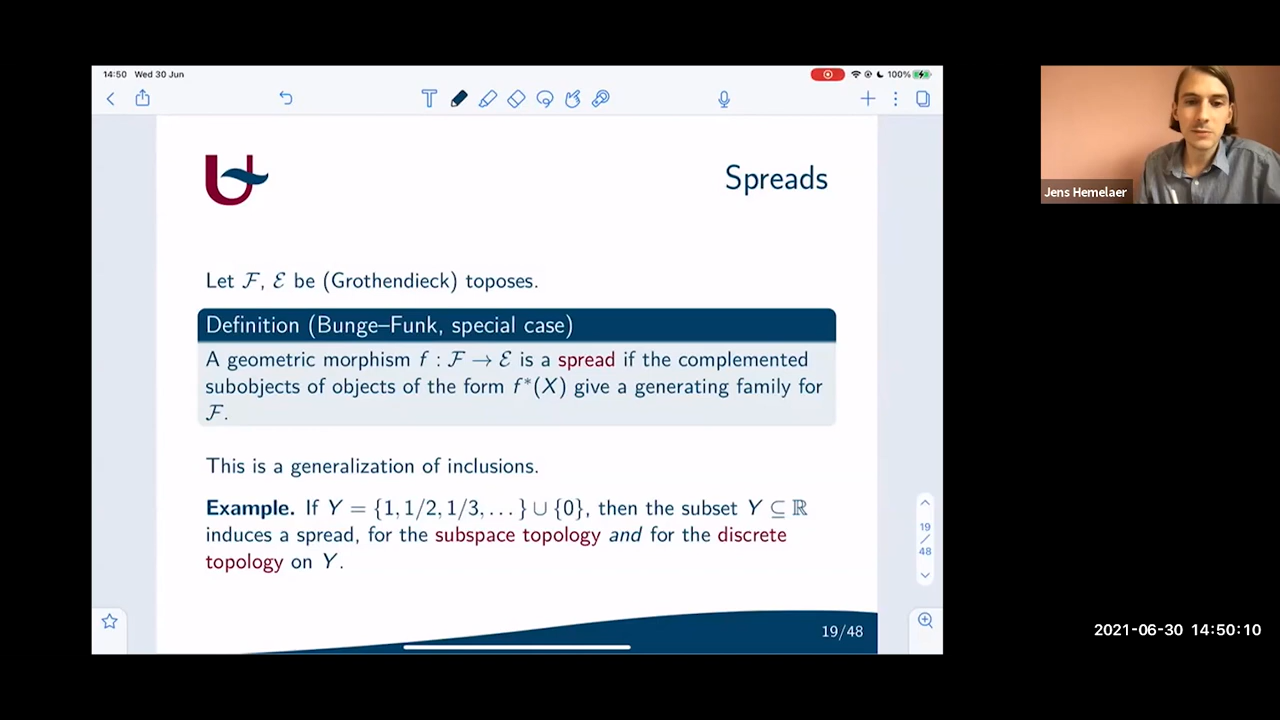 14:50 Wed 30 Jun
100%
Spreads
Let ℱ, ℰ be (Grothendieck) toposes.
Definition (Bunge–Funk, special case)
A geometric morphism f : ℱ → ℰ is a spread if the complemented
subobjects of objects of the form f*(X) give a generating family for
ℱ.
This is a generalization of inclusions.
Example. If Y = {1, 1/2, 1/3, ...} ∪ {0}, then the subset Y ⊆ ℝ
induces a spread, for the subspace topology and for the discrete
topology on Y.
19
/
48
19/48
Jens Hemelaer
2021-06-30 14:50:10